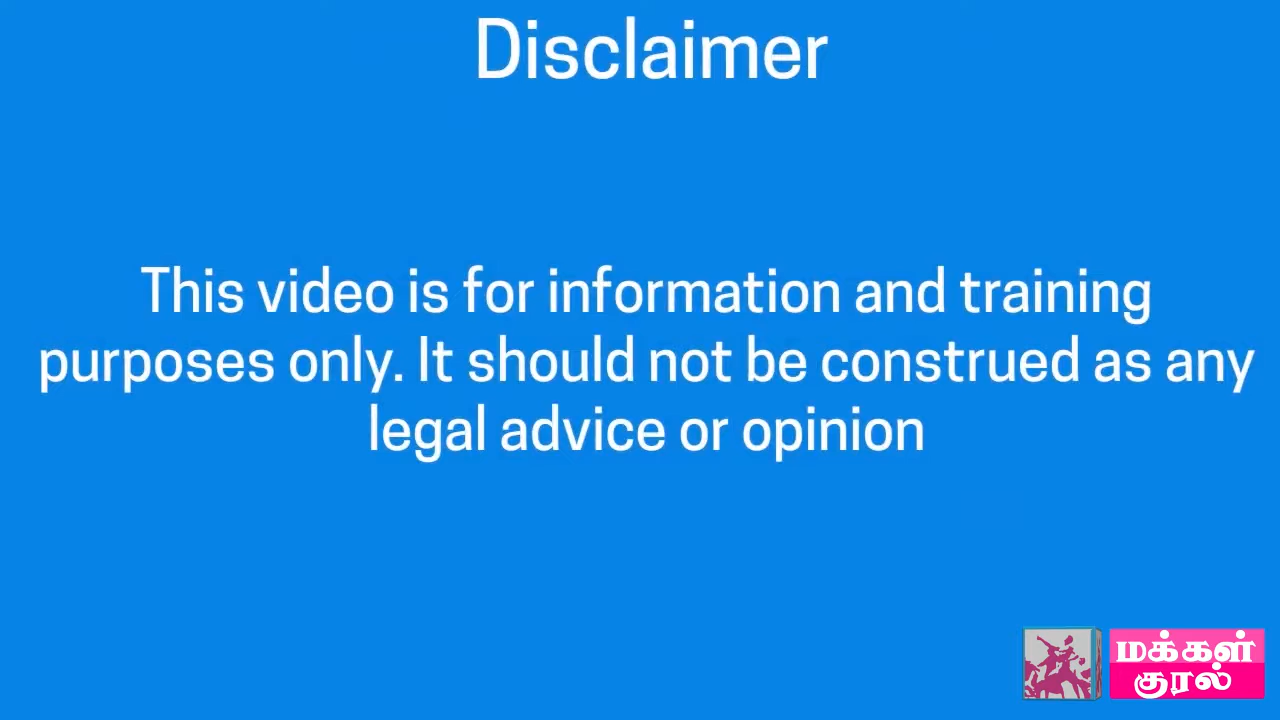 Disclaimer
This video is for information and training
purposes only. It should not be construed as any
legal advice or opinion
மக்கள்
குரல்